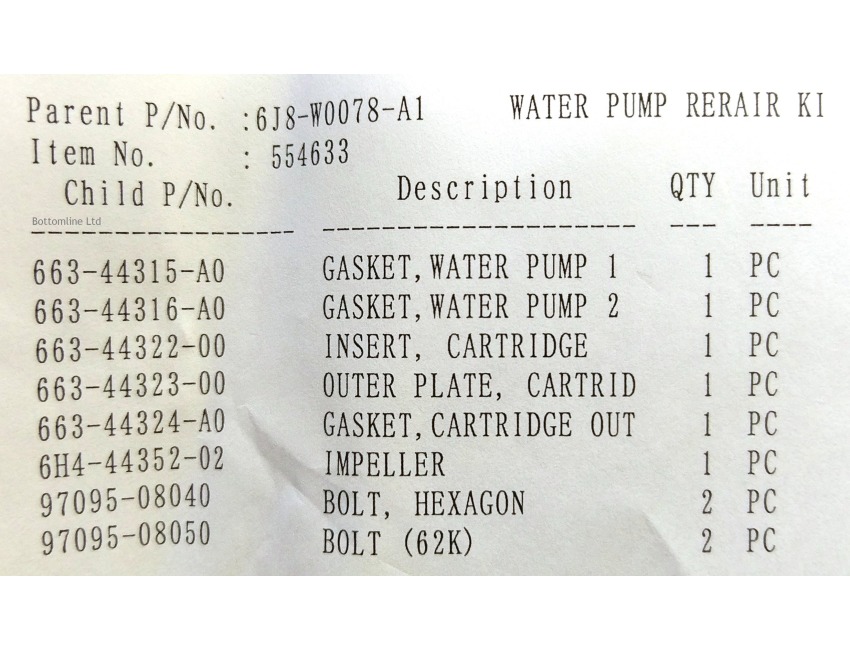 Parent P/No. :6J8-W0078-A1 WATER PUMP RERAIR KI
Item No. : 554633
Child P/No. Description QTY Unit
Bottomline Ltd
663-44315-A0 GASKET,WATER PUMP 1 1 PC
663-44316-A0 GASKET,WATER PUMP 2 1 PC
663-44322-00 INSERT, CARTRIDGE 1 PC
663-44323-00 OUTER PLATE, CARTRID 1 PC
663-44324-A0 GASKET,CARTRIDGE OUT 1 PC
6H4-44352-02 IMPELLER 1 PC
97095-08040 BOLT, HEXAGON 2 PC
97095-08050 BOLT (62K) 2 PC